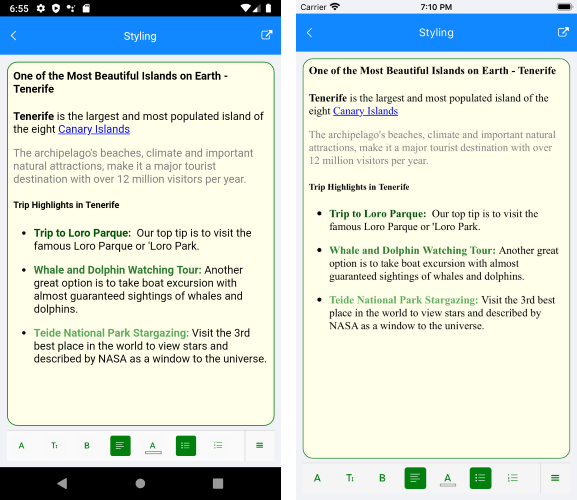 6:55
Styling
One of the Most Beautiful Islands on Earth -
Tenerife
Tenerife is the largest and most populated island of
the eight Canary Islands
The archipelago's beaches, climate and important
natural attractions, make it a major tourist
destination with over 12 million visitors per year.
Trip Highlights in Tenerife
• Trip to Loro Parque: Our top tip is to visit the
famous Loro Parque or 'Loro Park.
• Whale and Dolphin Watching Tour: Another
great option is to take boat excursion with
almost guaranteed sightings of whales and
dolphins.
• Teide National Park Stargazing: Visit the 3rd
best place in the world to view stars and
described by NASA as a window to the universe.
A TI B A
Carrier 7:10 PM
Styling
One of the Most Beautiful Islands on Earth - Tenerife
Tenerife is the largest and most populated island of the
eight Canary Islands
The archipelago's beaches, climate and important natural
attractions, make it a major tourist destination with over
12 million visitors per year.
Trip Highlights in Tenerife
• Trip to Loro Parque: Our top tip is to visit the
famous Loro Parque or 'Loro Park.
• Whale and Dolphin Watching Tour: Another great
option is to take boat excursion with almost
guaranteed sightings of whales and dolphins.
• Teide National Park Stargazing: Visit the 3rd best
place in the world to view stars and described by
NASA as a window to the universe.
A TI B A